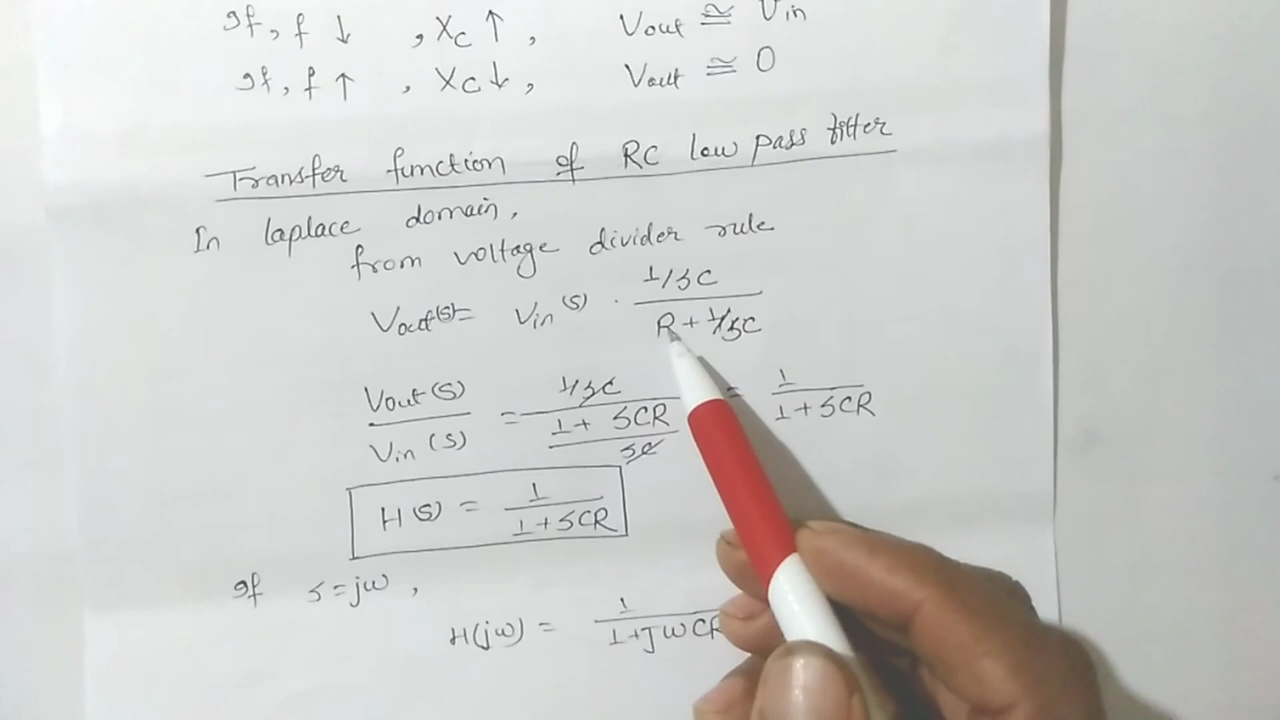 If, f ↓ , Xc ↑ , Vout ≅ Vin
If, f ↑ , Xc ↓ , Vout ≅ 0
Transfer function of RC low pass filter
In laplace domain,
from voltage divider rule
Vout(s) = Vin(s) · (1/sC) / (R + 1/sC)
Vout(s) / Vin(s) = (1/sC) / ((1 + sCR) / sC) = 1 / (1 + sCR)
H(s) = 1 / (1 + sCR)
If s = jω ,
H(jω) = 1 / (1 + jωCR